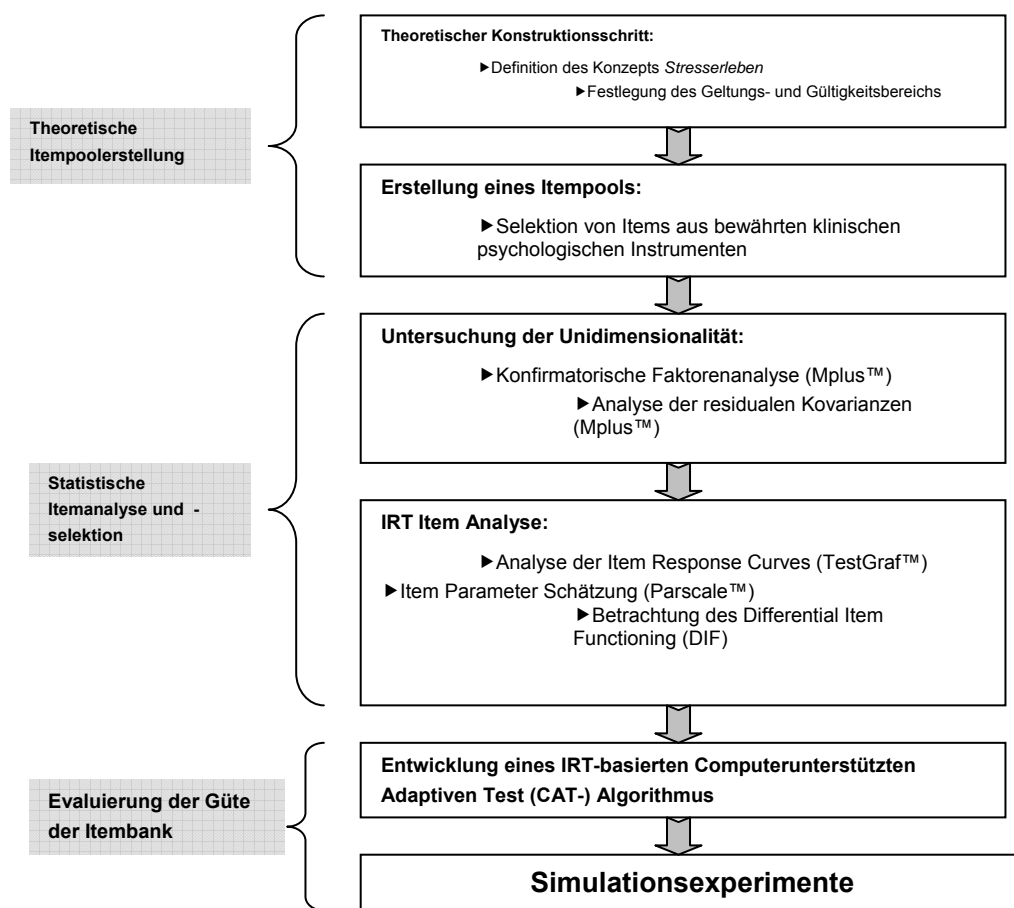 Theoretischer Konstruktionsschritt:
►Definition des Konzepts Stresserleben
►Festlegung des Geltungs- und Gültigkeitsbereichs
Theoretische
Itempoolerstellung
Erstellung eines Itempools:
►Selektion von Items aus bewährten klinischen
psychologischen Instrumenten
Untersuchung der Unidimensionalität:
►Konfirmatorische Faktorenanalyse (Mplus™)
►Analyse der residualen Kovarianzen
(Mplus™)
Statistische
Itemanalyse und -
selektion
IRT Item Analyse:
►Analyse der Item Response Curves (TestGraf™)
►Item Parameter Schätzung (Parscale™)
►Betrachtung des Differential Item
Functioning (DIF)
Evaluierung der Güte
der Itembank
Entwicklung eines IRT-basierten Computerunterstützten
Adaptiven Test (CAT-) Algorithmus
Simulationsexperimente